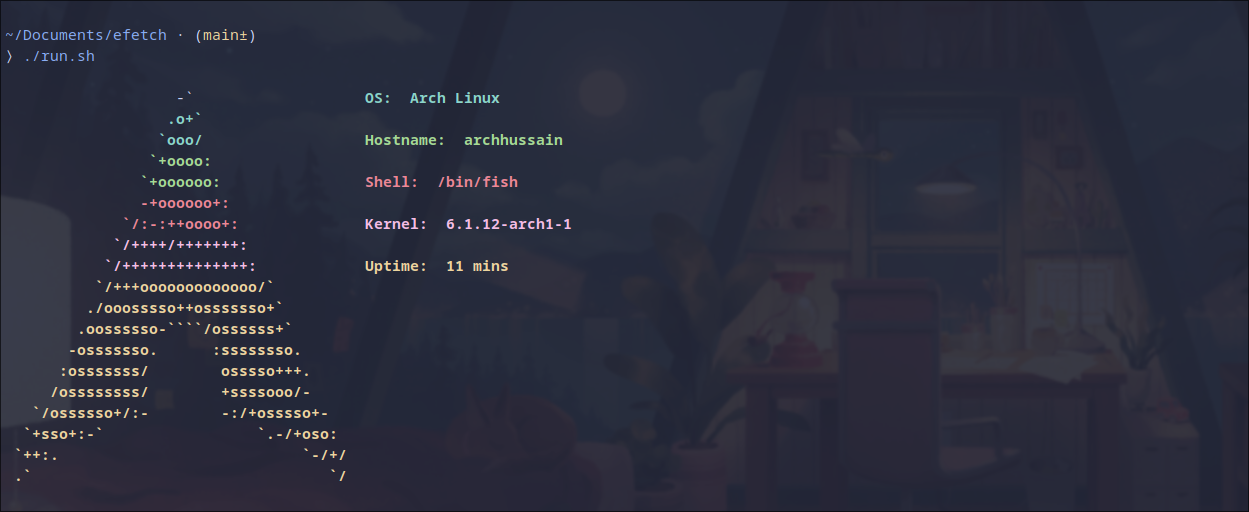 ~/Documents/efetch · (main±)
❭ ./run.sh
                   -`                   OS:  Arch Linux
                  .o+`
                 `ooo/                  Hostname:  archhussain
                `+oooo:
               `+oooooo:                Shell:  /bin/fish
               -+oooooo+:
             `/:-:++oooo+:              Kernel:  6.1.12-arch1-1
            `/++++/+++++++:
           `/++++++++++++++:            Uptime:  11 mins
          `/+++ooooooooooooo/`
         ./ooosssso++osssssso+`
        .oossssso-````/ossssss+`
       -osssssso.      :ssssssso.
      :osssssss/        osssso+++.
     /ossssssss/        +ssssooo/-
   `/ossssso+/:-        -:/+osssso+-
  `+sso+:-`                 `.-/+oso:
 `++:.                           `-/+/
 .`                                 `/